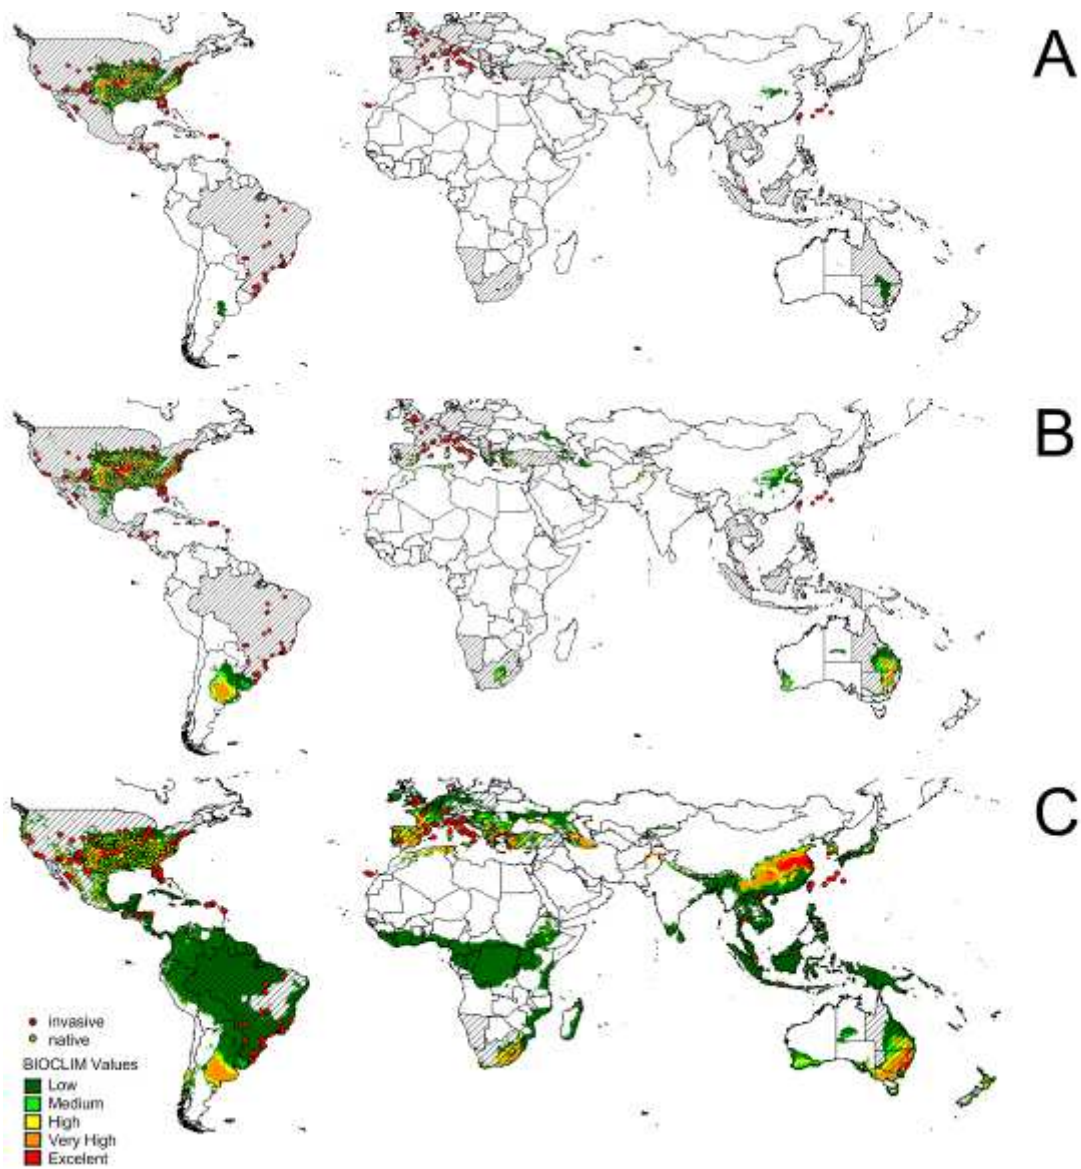 A
B
C
invasive
native
BIOCLIM Values
Low
Medium
High
Very High
Excelent